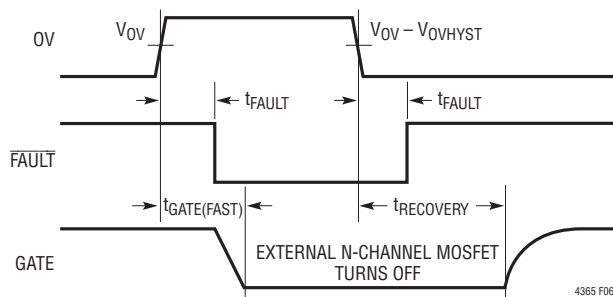 OV
V_OV
V_OV – V_OVHYST
t_FAULT
t_FAULT
FAULT
t_GATE(FAST)
t_RECOVERY
GATE
EXTERNAL N-CHANNEL MOSFET
TURNS OFF
4365 F06